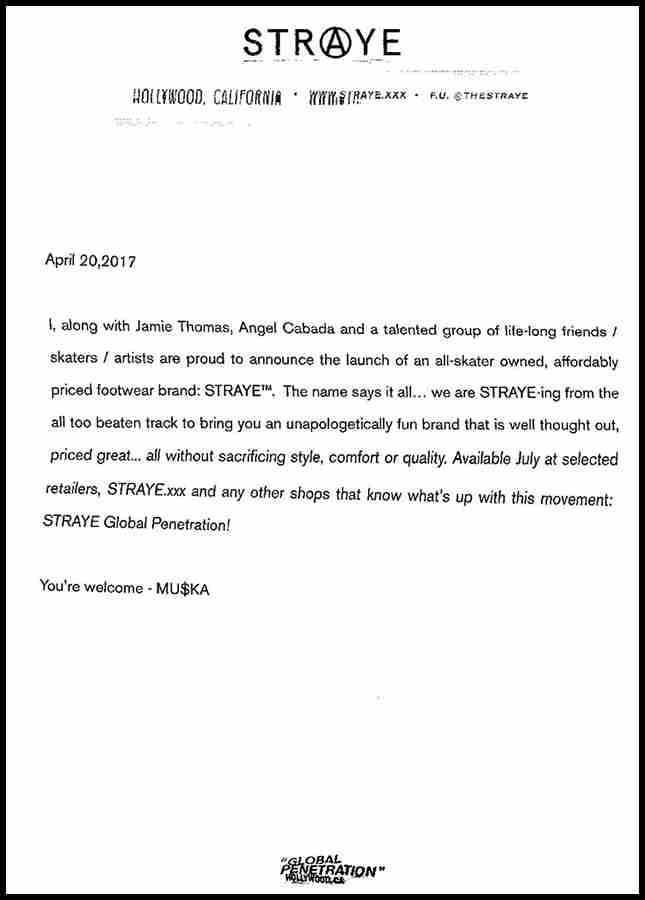 STRAYE
HOLLYWOOD, CALIFORNIA • WWW.STRAYE.XXX • F.U. @THESTRAYE
April 20,2017
I, along with Jamie Thomas, Angel Cabada and a talented group of life-long friends /
skaters / artists are proud to announce the launch of an all-skater owned, affordably
priced footwear brand: STRAYE™. The name says it all... we are STRAYE-ing from the
all too beaten track to bring you an unapologetically fun brand that is well thought out,
priced great... all without sacrificing style, comfort or quality. Available July at selected
retailers, STRAYE.xxx and any other shops that know what's up with this movement:
STRAYE Global Penetration!
You're welcome - MU$KA
"GLOBAL
PENETRATION"
HOLLYWOOD, CA